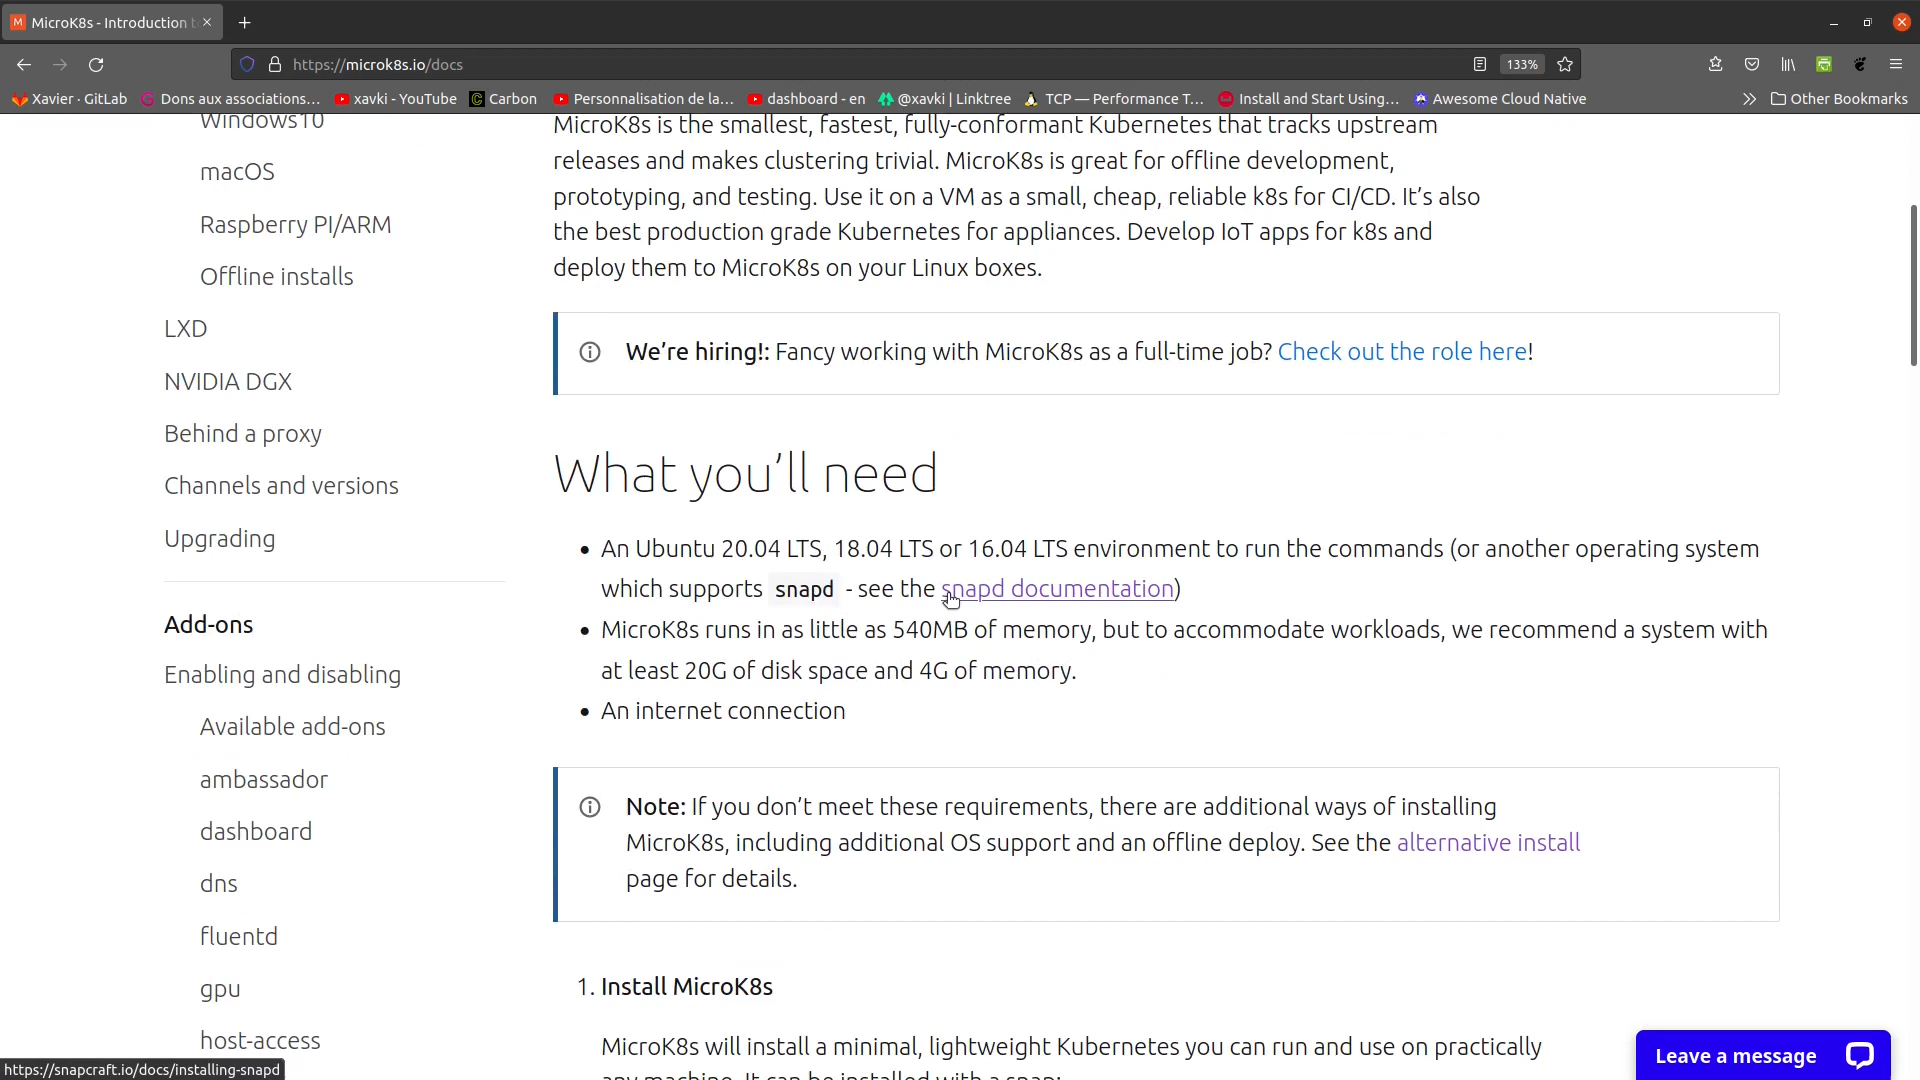 MicroK8s - Introduction t
https://microk8s.io/docs
133%
Xavier · GitLab
Dons aux associations…
xavki - YouTube
Carbon
Personnalisation de la…
dashboard - en
@xavki | Linktree
TCP — Performance T…
Install and Start Using…
Awesome Cloud Native
Other Bookmarks
Windows10
macOS
Raspberry PI/ARM
Offline installs
LXD
NVIDIA DGX
Behind a proxy
Channels and versions
Upgrading
Add-ons
Enabling and disabling
Available add-ons
ambassador
dashboard
dns
fluentd
gpu
host-access
MicroK8s is the smallest, fastest, fully-conformant Kubernetes that tracks upstream
releases and makes clustering trivial. MicroK8s is great for offline development,
prototyping, and testing. Use it on a VM as a small, cheap, reliable k8s for CI/CD. It’s also
the best production grade Kubernetes for appliances. Develop IoT apps for k8s and
deploy them to MicroK8s on your Linux boxes.
We’re hiring!: Fancy working with MicroK8s as a full-time job? Check out the role here!
What you’ll need
• An Ubuntu 20.04 LTS, 18.04 LTS or 16.04 LTS environment to run the commands (or another operating system
which supports snapd - see the snapd documentation)
• MicroK8s runs in as little as 540MB of memory, but to accommodate workloads, we recommend a system with
at least 20G of disk space and 4G of memory.
• An internet connection
Note: If you don’t meet these requirements, there are additional ways of installing
MicroK8s, including additional OS support and an offline deploy. See the alternative install
page for details.
1. Install MicroK8s
MicroK8s will install a minimal, lightweight Kubernetes you can run and use on practically
any machine. It can be installed with a snap:
Leave a message
https://snapcraft.io/docs/installing-snapd